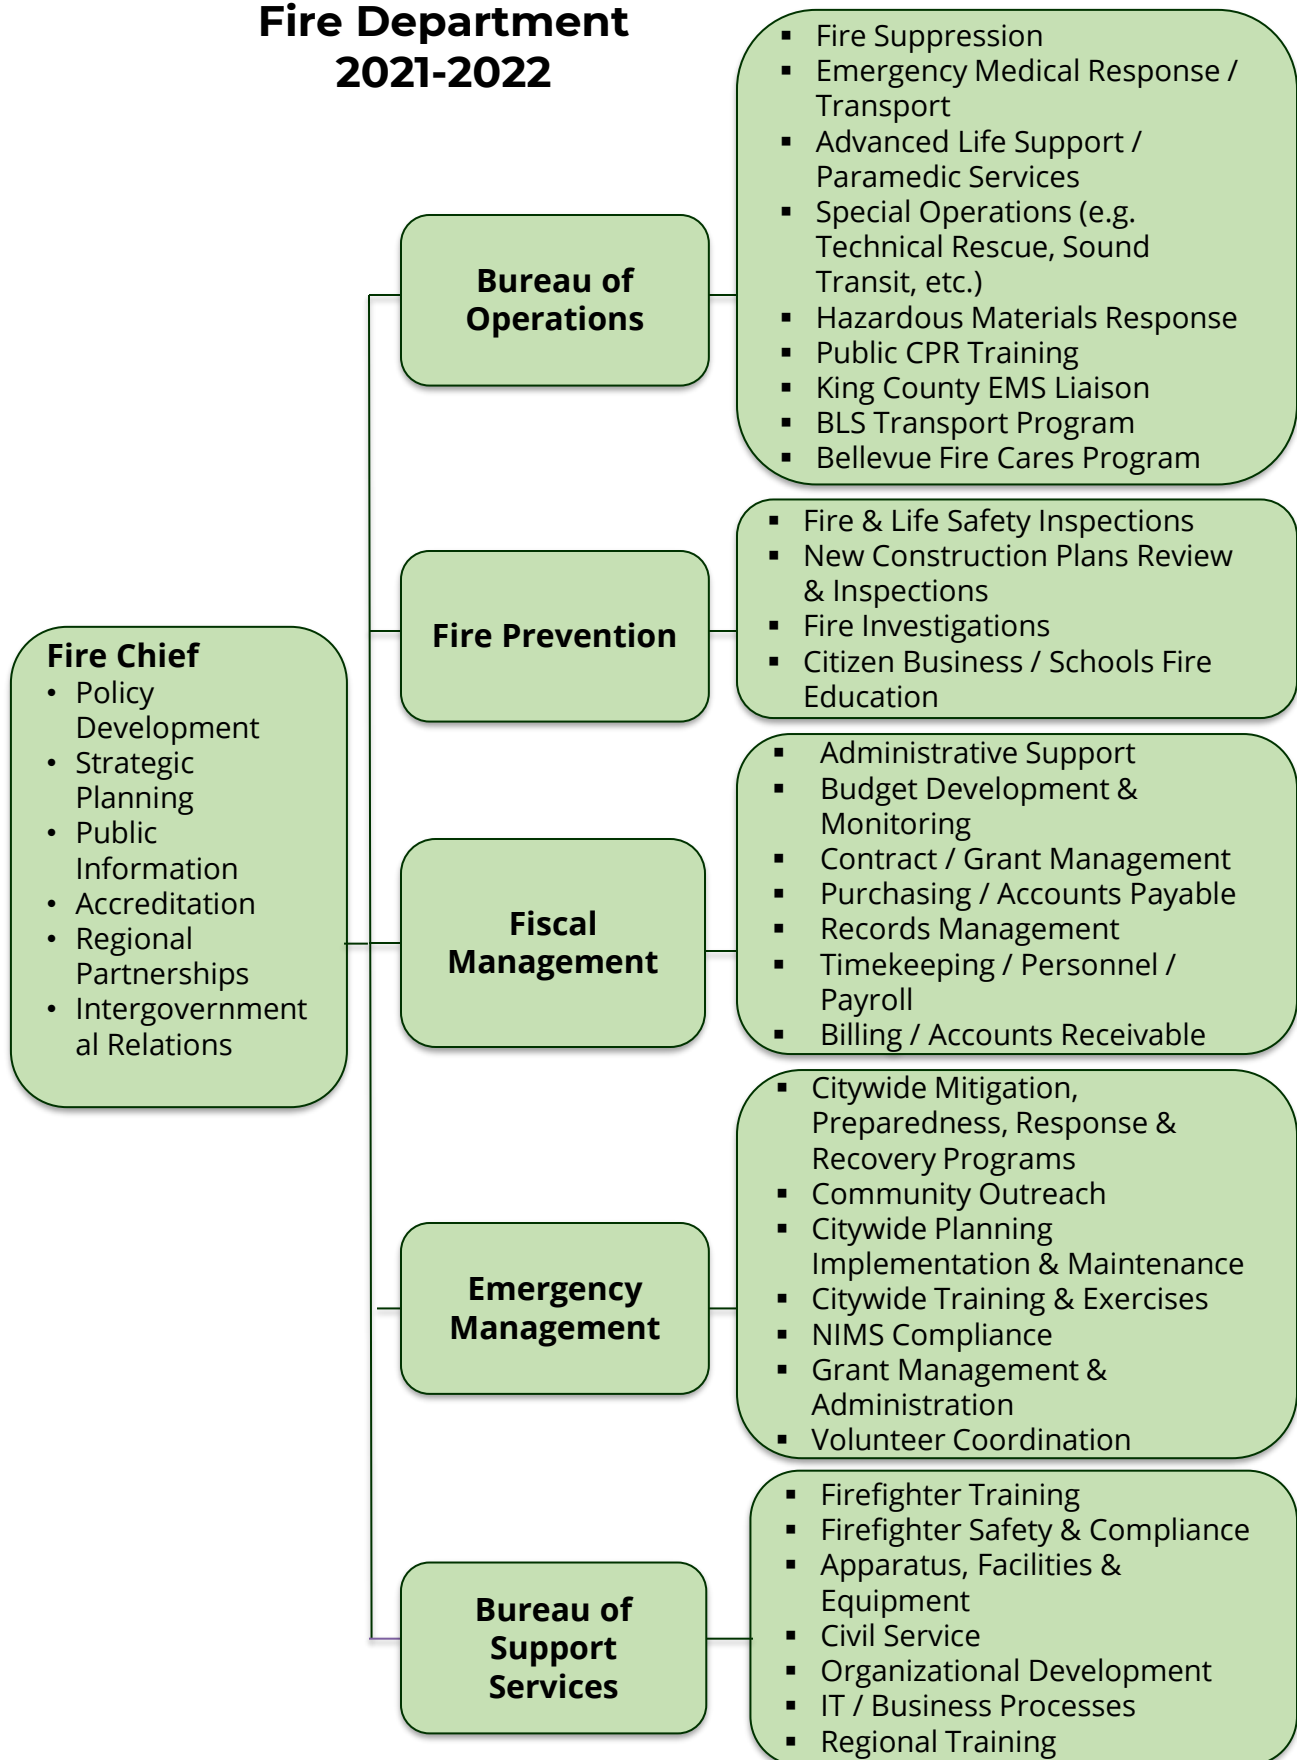 Fire Department
2021-2022
Fire Chief
• Policy
Development
• Strategic
Planning
• Public
Information
• Accreditation
• Regional
Partnerships
• Intergovernment
al Relations
Bureau of
Operations
▪ Fire Suppression
▪ Emergency Medical Response /
Transport
▪ Advanced Life Support /
Paramedic Services
▪ Special Operations (e.g.
Technical Rescue, Sound
Transit, etc.)
▪ Hazardous Materials Response
▪ Public CPR Training
▪ King County EMS Liaison
▪ BLS Transport Program
▪ Bellevue Fire Cares Program
Fire Prevention
▪ Fire & Life Safety Inspections
▪ New Construction Plans Review
& Inspections
▪ Fire Investigations
▪ Citizen Business / Schools Fire
Education
Fiscal
Management
▪ Administrative Support
▪ Budget Development &
Monitoring
▪ Contract / Grant Management
▪ Purchasing / Accounts Payable
▪ Records Management
▪ Timekeeping / Personnel /
Payroll
▪ Billing / Accounts Receivable
Emergency
Management
▪ Citywide Mitigation,
Preparedness, Response &
Recovery Programs
▪ Community Outreach
▪ Citywide Planning
Implementation & Maintenance
▪ Citywide Training & Exercises
▪ NIMS Compliance
▪ Grant Management &
Administration
▪ Volunteer Coordination
Bureau of
Support
Services
▪ Firefighter Training
▪ Firefighter Safety & Compliance
▪ Apparatus, Facilities &
Equipment
▪ Civil Service
▪ Organizational Development
▪ IT / Business Processes
▪ Regional Training